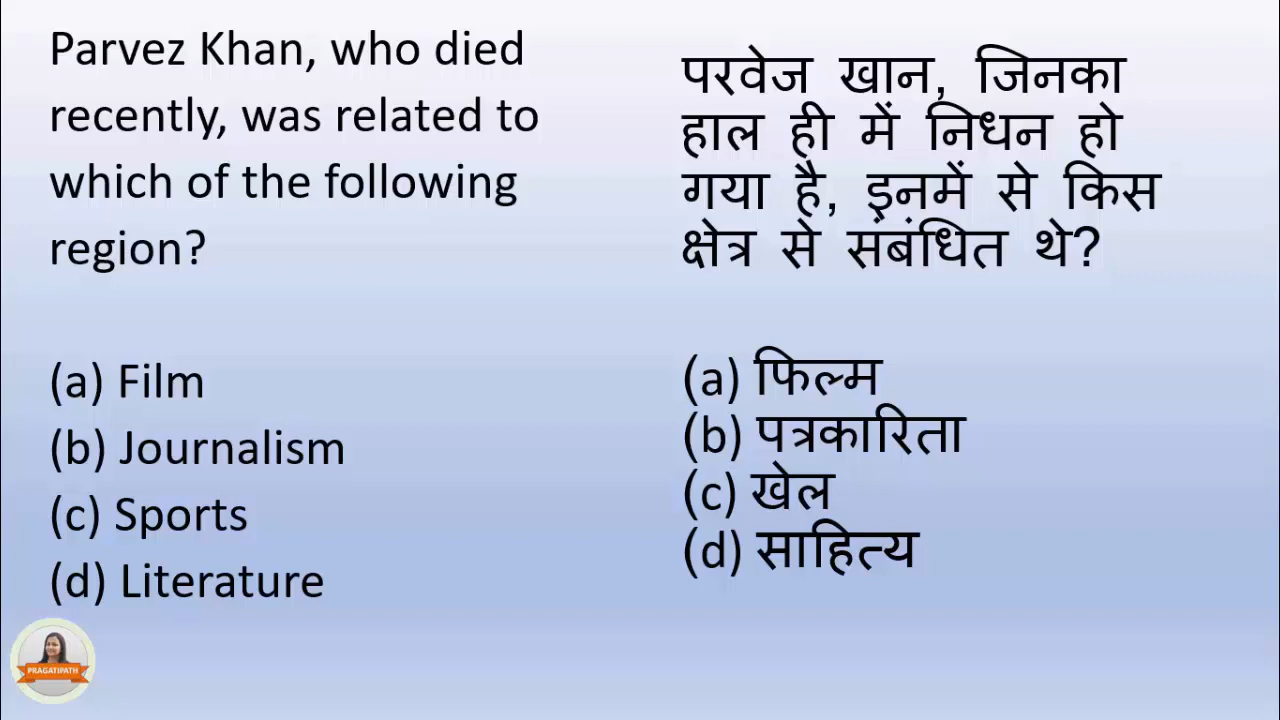 Parvez Khan, who died
recently, was related to
which of the following
region?
(a) Film
(b) Journalism
(c) Sports
(d) Literature
परवेज खान, जिनका
हाल ही में निधन हो
गया है, इनमें से किस
क्षेत्र से संबंधित थे?
(a) फिल्म
(b) पत्रकारिता
(c) खेल
(d) साहित्य
PRAGATIPATH